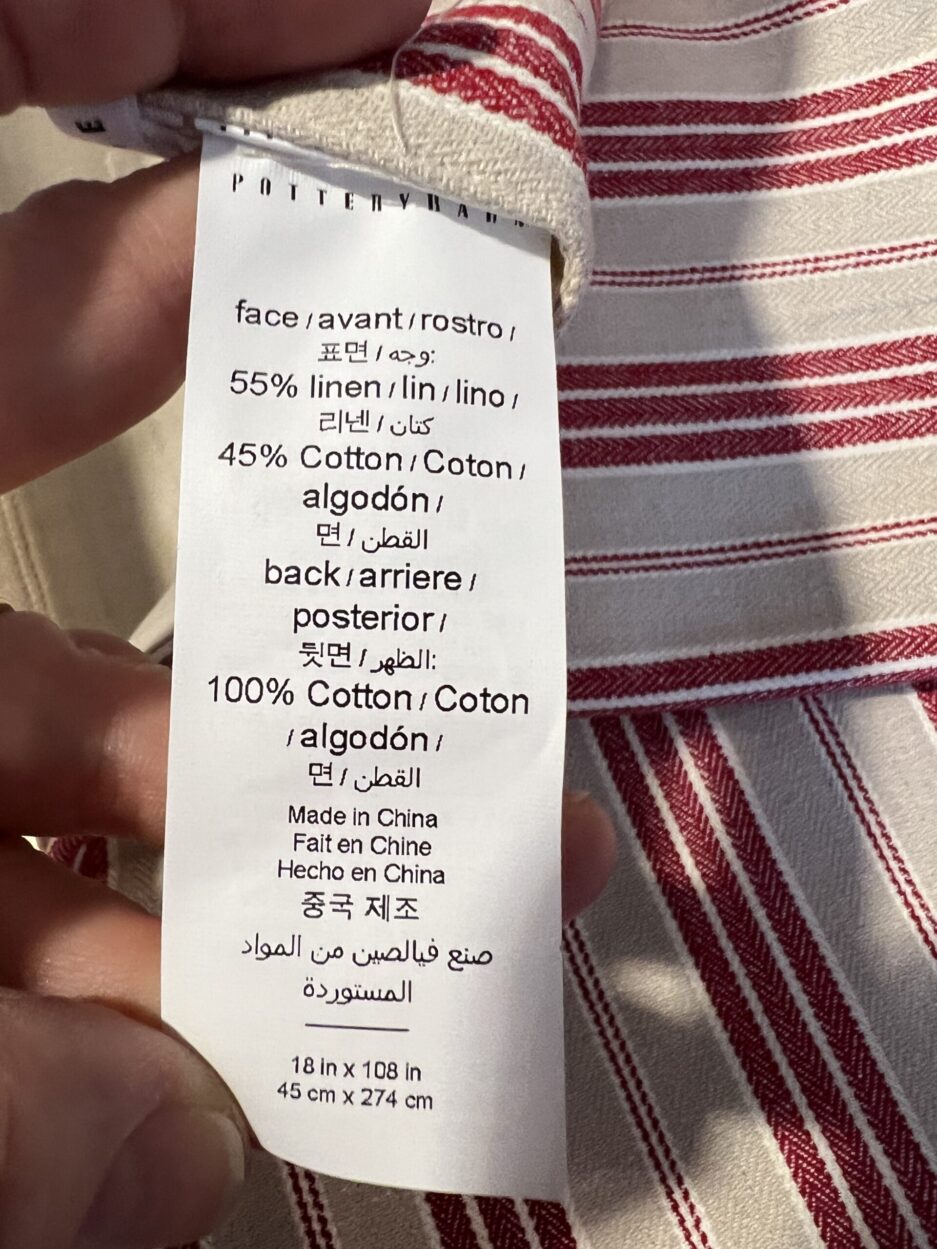 E
POTTERYBARN
face / avant / rostro /
표면 / وجه:
55% linen / lin / lino /
리넨 / كتان
45% Cotton / Coton /
algodón /
면 / القطن
back / arriere /
posterior /
뒷면 / الظهر:
100% Cotton / Coton
/ algodón /
면 / القطن
Made in China
Fait en Chine
Hecho en China
중국 제조
صنع فيالصين من المواد
المستوردة
18 in x 108 in
45 cm x 274 cm